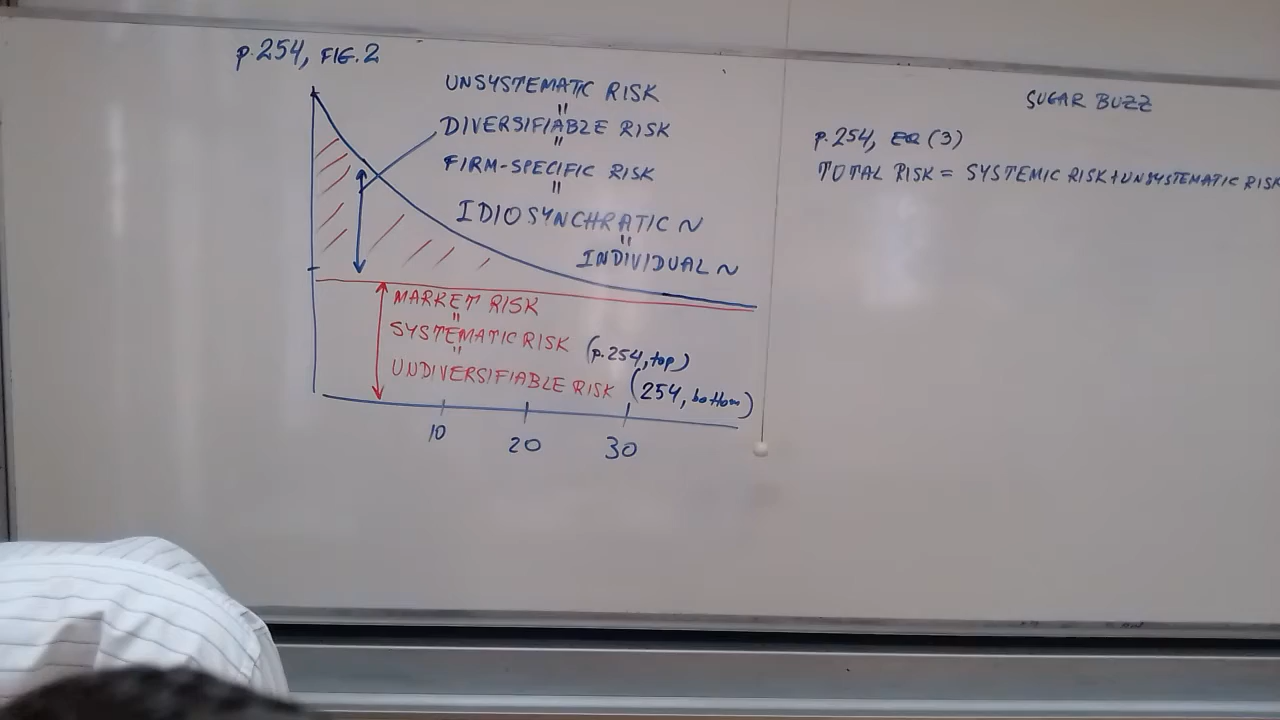 p.254, FIG.2
UNSYSTEMATIC RISK
"
DIVERSIFIABLE RISK
"
FIRM-SPECIFIC RISK
"
IDIOSYNCHRATIC ~
"
INDIVIDUAL ~
MARKET RISK
"
SYSTEMATIC RISK (p.254, top)
"
UNDIVERSIFIABLE RISK (254, bottom)
10 20 30
SUGAR BUZZ
p.254, EQ (3)
TOTAL RISK = SYSTEMIC RISK + UNSYSTEMATIC RISK